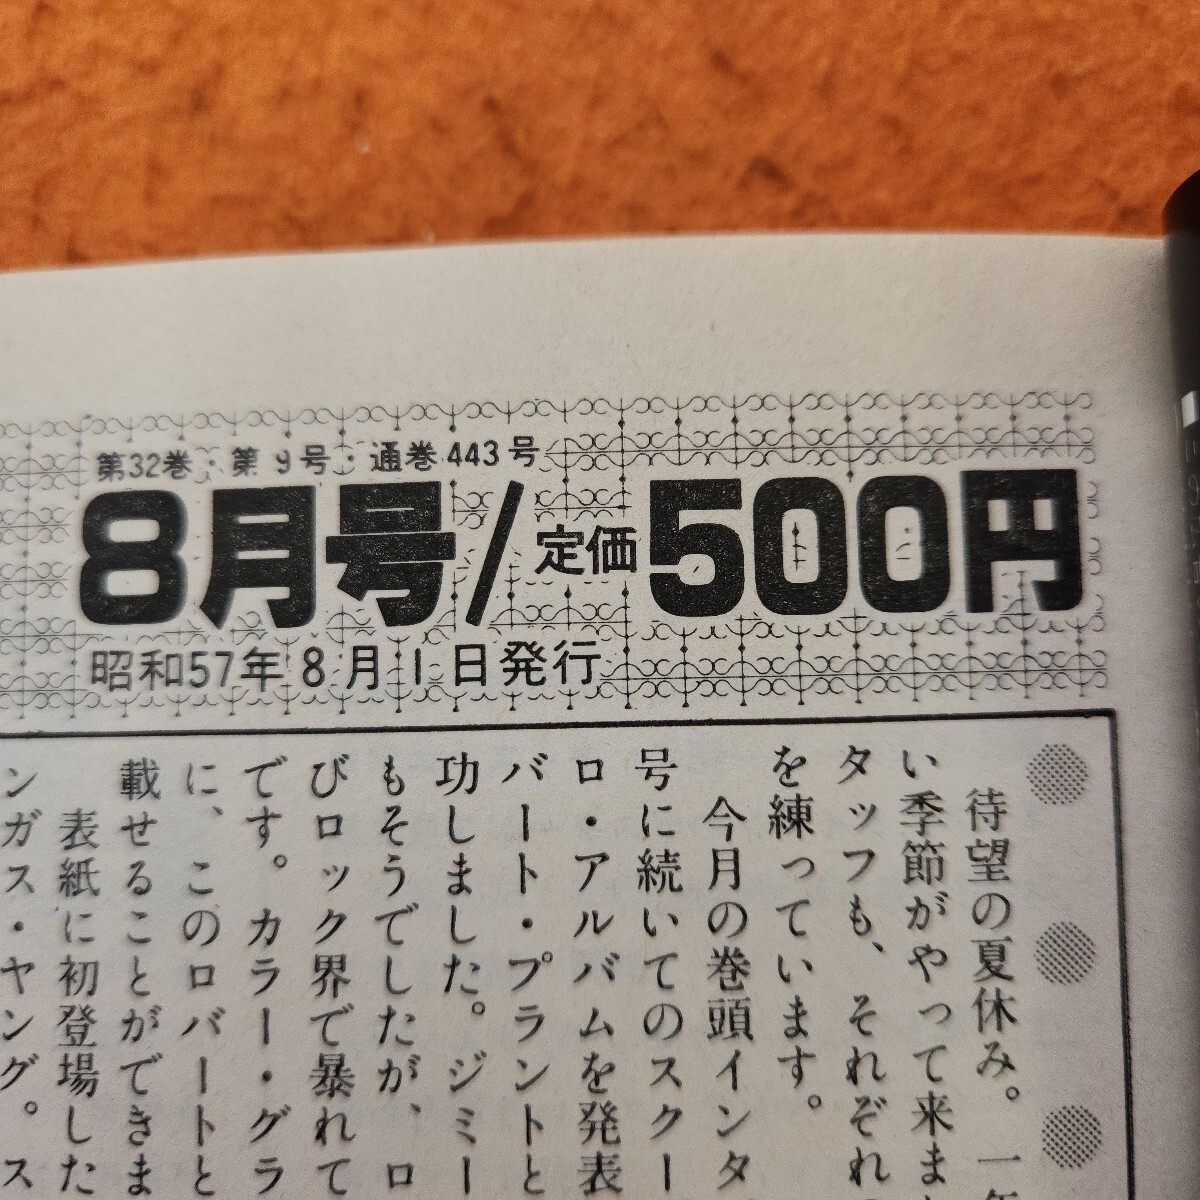 第32巻・第9号・通巻443号
8月号/定価500円
昭和57年8月1日発行
待望の夏休み。一年
い季節がやって来ま
タッフも、それぞれ
を練っています。
今月の巻頭インタ
号に続いてのスクー
ロ・アルバムを発表
バート・プラントと
功しました。ジミー
もそうでしたが、ロ
びロック界で暴れて
です。カラー・グラ
に、このロバートと
載せることができま
表紙に初登場した
ンガス・ヤング。ス